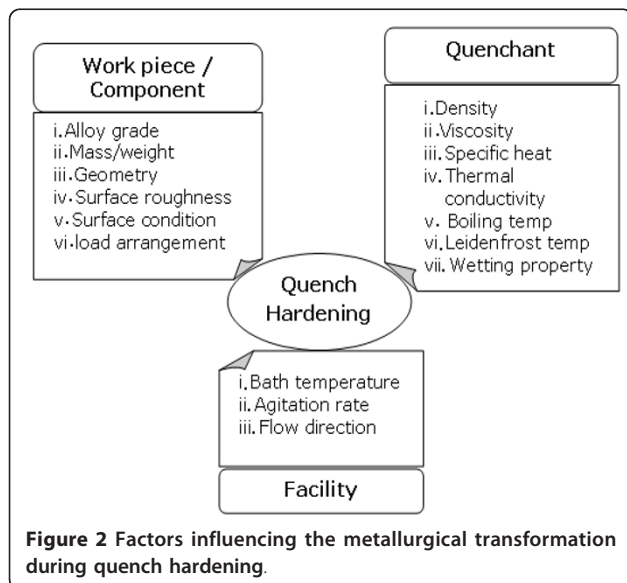 Work piece /
Component
i.Alloy grade
ii.Mass/weight
iii.Geometry
iv.Surface roughness
v.Surface condition
vi.load arrangement
Quenchant
i.Density
ii.Viscosity
iii.Specific heat
iv.Thermal
conductivity
v. Boiling temp
vi.Leidenfrost temp
vii. Wetting property
Quench
Hardening
i.Bath temperature
ii.Agitation rate
iii.Flow direction
Facility
Figure 2 Factors influencing the metallurgical transformation
during quench hardening.